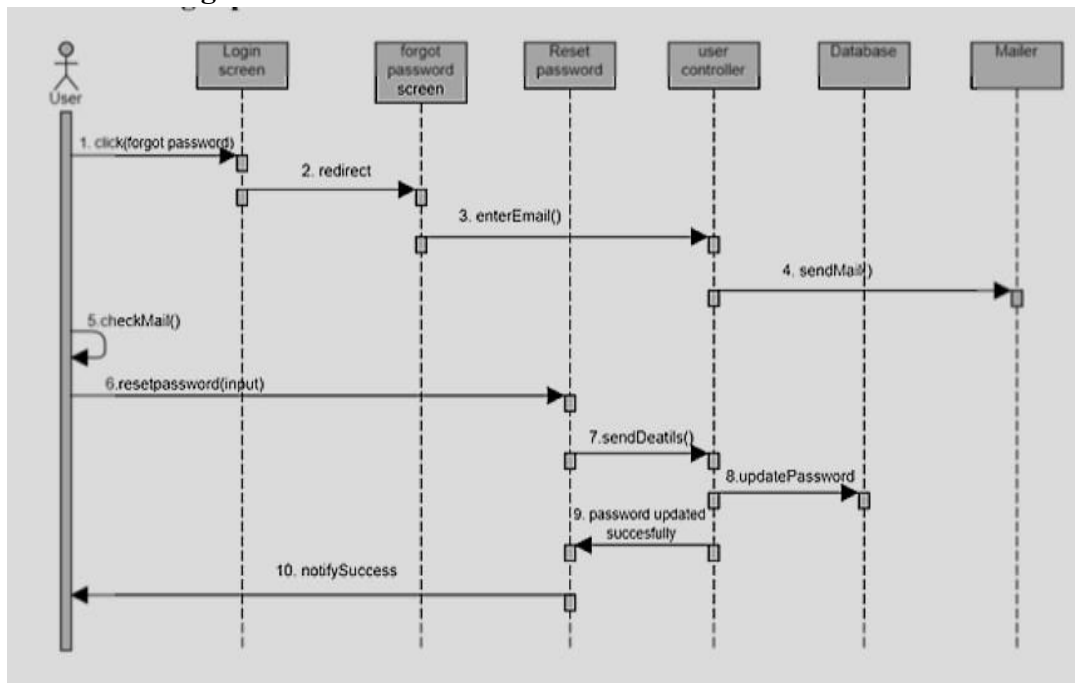 Login
screen
forgot
password
screen
Reset
password
user
controller
Database
Mailer
User
1. click(forgot password)
2. redirect
3. enterEmail()
4. sendMail()
5.checkMail()
6.resetpassword(input)
7.sendDeatils()
8.updatePassword
9. password updated
succesfully
10. notifySuccess